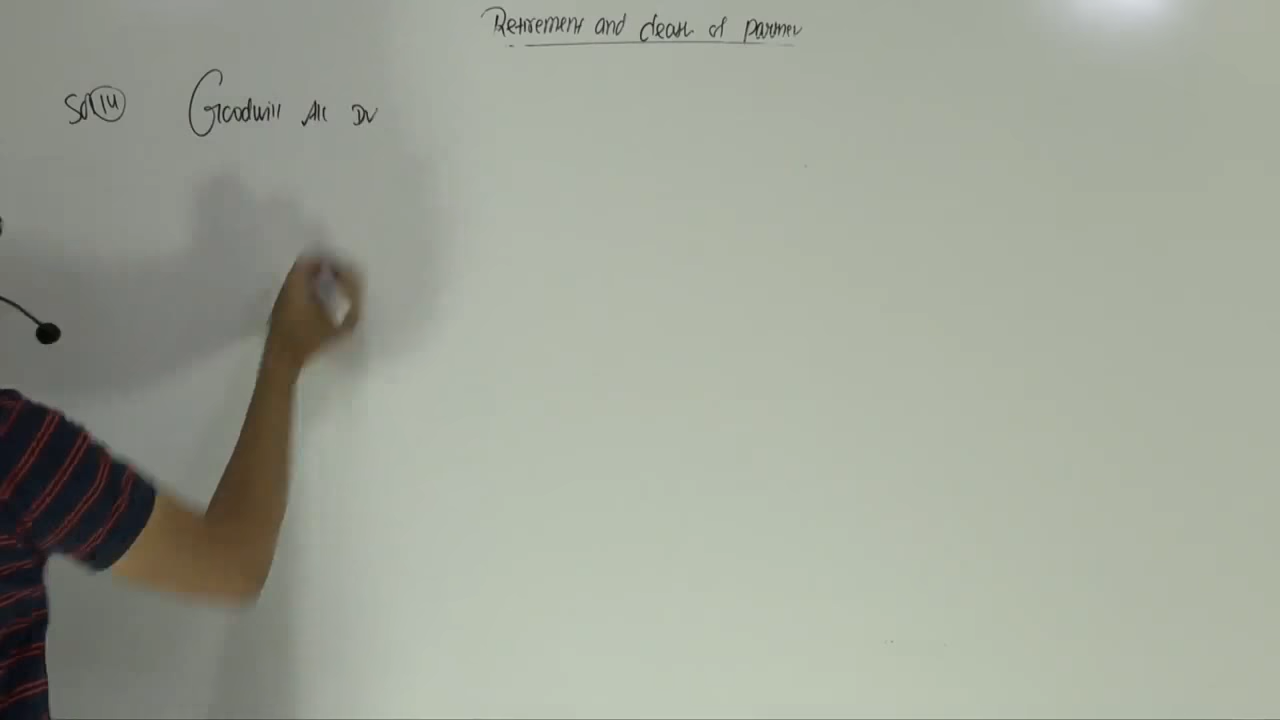 Retirement and death of partner
Sol 14 Goodwill A/c Dr